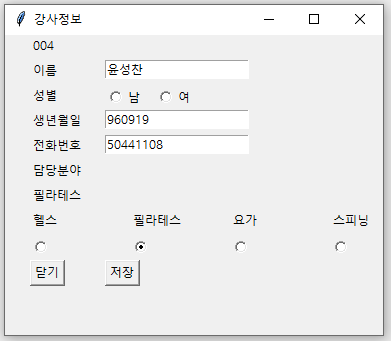 강사정보
004
이름 윤성찬
성별 남 여
생년월일 960919
전화번호 50441108
담당분야
필라테스
헬스 필라테스 요가 스피닝
닫기 저장